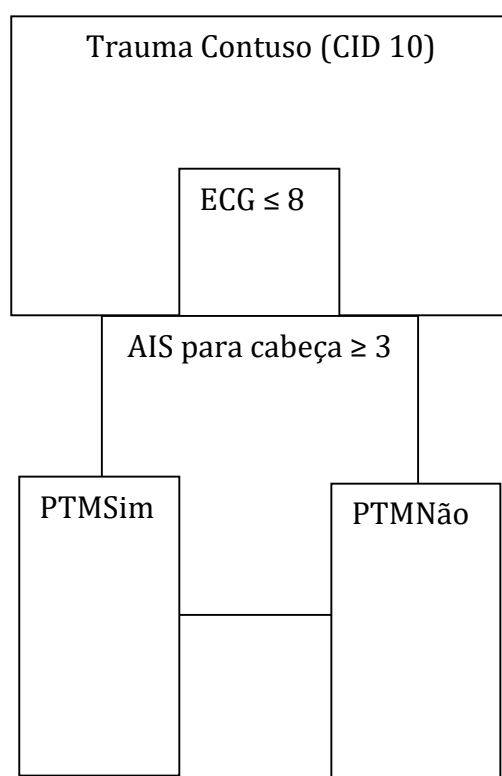 Trauma Contuso (CID 10)
ECG ≤ 8
AIS para cabeça ≥ 3
PTMSim
PTMNão